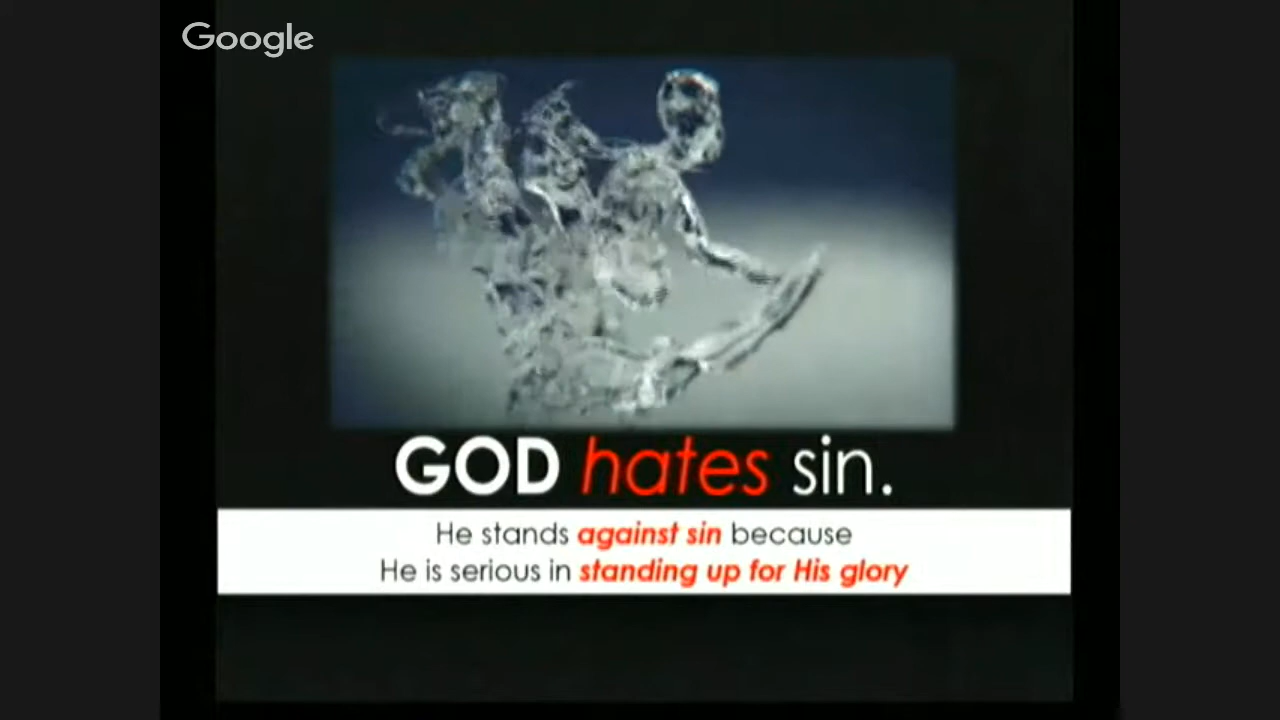 Google
GOD hates sin.
He stands against sin because
He is serious in standing up for His glory